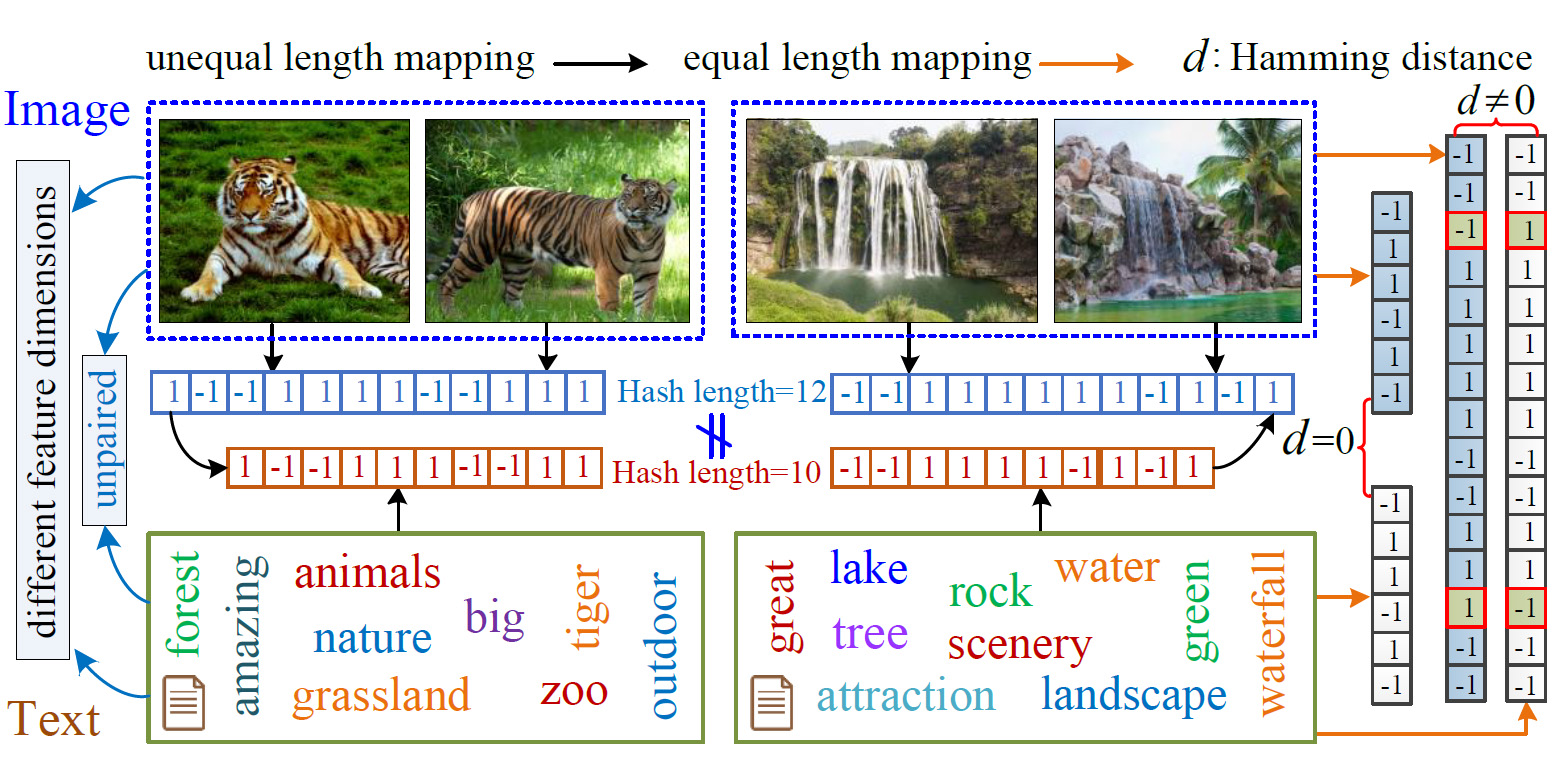 unequal length mapping
equal length mapping
d: Hamming distance
Image
d≠0
different feature dimensions
unpaired
1 -1 -1 1 1 1 1 -1 -1 1 1 1
Hash length=12
-1 -1 1 1 1 1 1 1 -1 1 -1 1
1 -1 -1 1 1 1 -1 -1 1 1
Hash length=10
-1 -1 1 1 1 1 -1 1 -1 1
Text
forest
amazing
animals
nature
big
tiger
outdoor
grassland
zoo
great
lake
tree
rock
water
scenery
green
waterfall
attraction
landscape
-1
1
1
-1
1
-1
d=0
-1
1
1
-1
1
-1
-1 -1
-1 -1
-1 1
1 1
1 1
1 1
1 1
1 1
-1 -1
-1 -1
1 1
1 1
1 -1
-1 -1
-1 -1